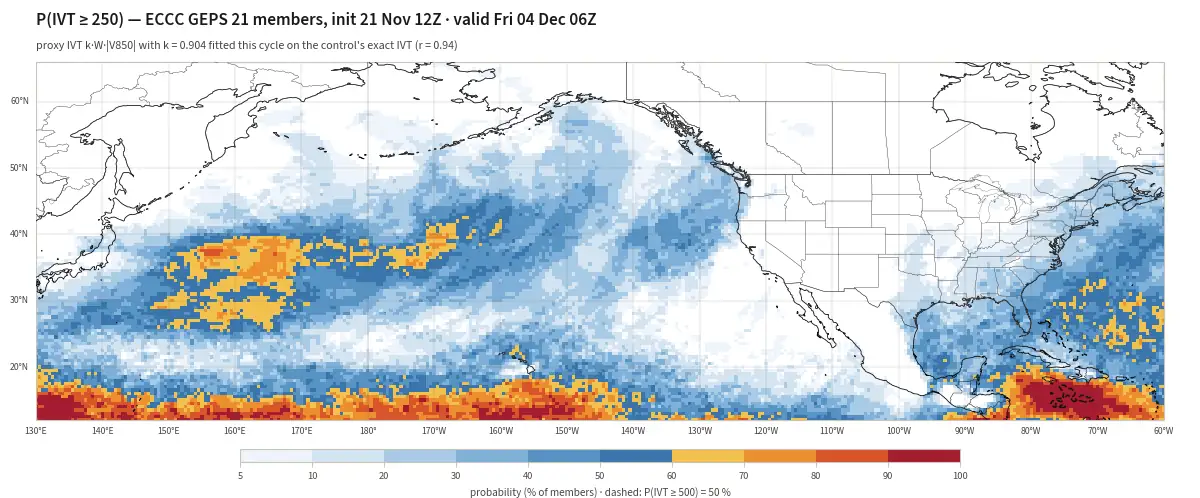 P(IVT ≥ 250) — ECCC GEPS 21 members, init 21 Nov 12Z · valid Fri 04 Dec 06Z
proxy IVT k·W·|V850| with k = 0.904 fitted this cycle on the control's exact IVT (r = 0.94)
60°N
50°N
40°N
30°N
20°N
130°E 140°E 150°E 160°E 170°E 180° 170°W 160°W 150°W 140°W 130°W 120°W 110°W 100°W 90°W 80°W 70°W 60°W
5 10 20 30 40 50 60 70 80 90 100
probability (% of members) · dashed: P(IVT ≥ 500) = 50 %